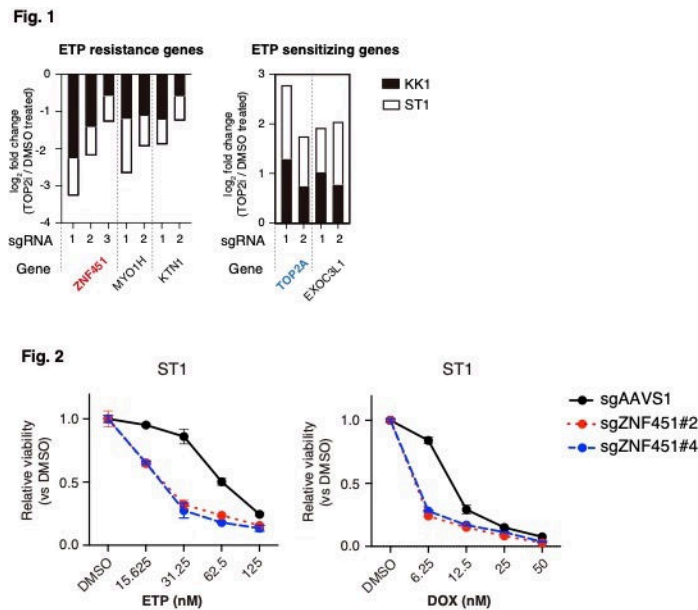 Fig. 1
ETP resistance genes
ETP sensitizing genes
KK1
ST1
log2 fold change
(TOP2i / DMSO treated)
0
-1
-2
-3
-4
sgRNA 1 2 3 1 2 1 2
Gene ZNF451 MYO1H KTN1
log2 fold change
(TOP2i / DMSO treated)
3
2
1
0
sgRNA 1 2 1 2
Gene TOP2A EXOC3L1
Fig. 2
ST1
Relative viability
(vs DMSO)
1.0
0.5
0.0
DMSO 15.625 31.25 62.5 125
ETP (nM)
ST1
Relative viability
(vs DMSO)
1.0
0.5
0.0
DMSO 6.25 12.5 25 50
DOX (nM)
sgAAVS1
sgZNF451#2
sgZNF451#4